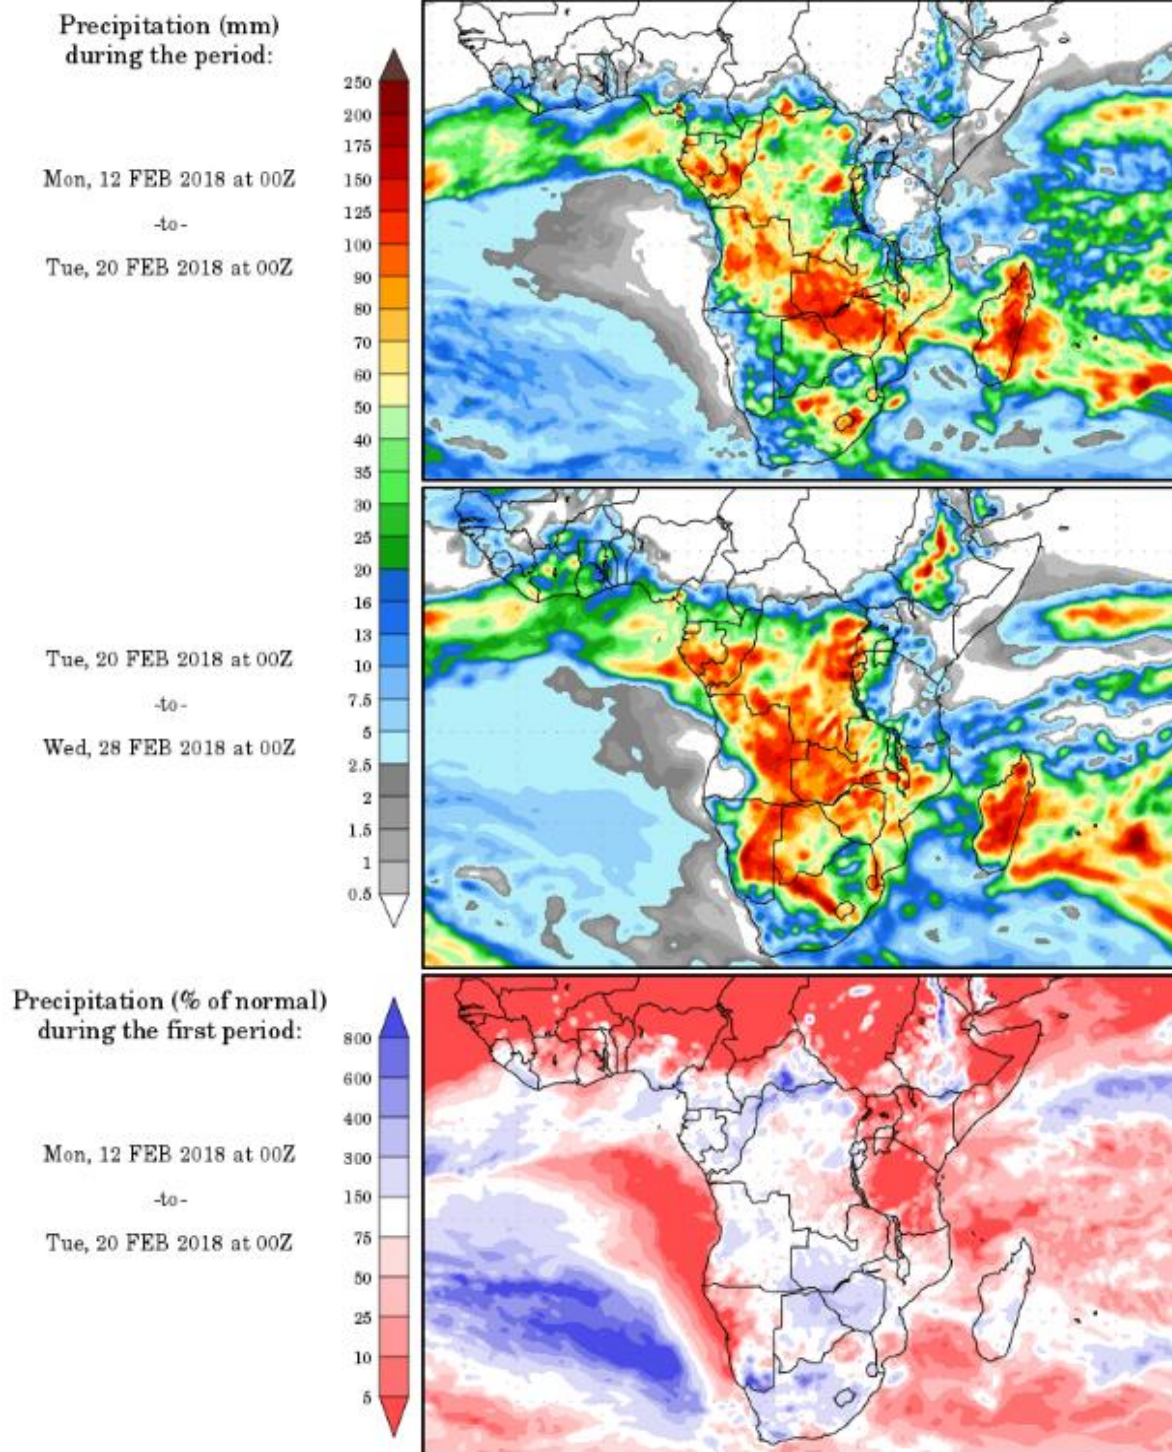 Precipitation (mm)
during the period:
250
200
175
Mon, 12 FEB 2018 at 00Z
150
-to-
125
100
Tue, 20 FEB 2018 at 00Z
90
80
70
60
50
40
35
30
25
20
16
13
Tue, 20 FEB 2018 at 00Z
10
-to-
7.5
5
Wed, 28 FEB 2018 at 00Z
2.5
2
1.5
1
0.5
Precipitation (% of normal)
during the first period:
800
600
400
Mon, 12 FEB 2018 at 00Z
300
-to-
150
Tue, 20 FEB 2018 at 00Z
75
50
25
10
5